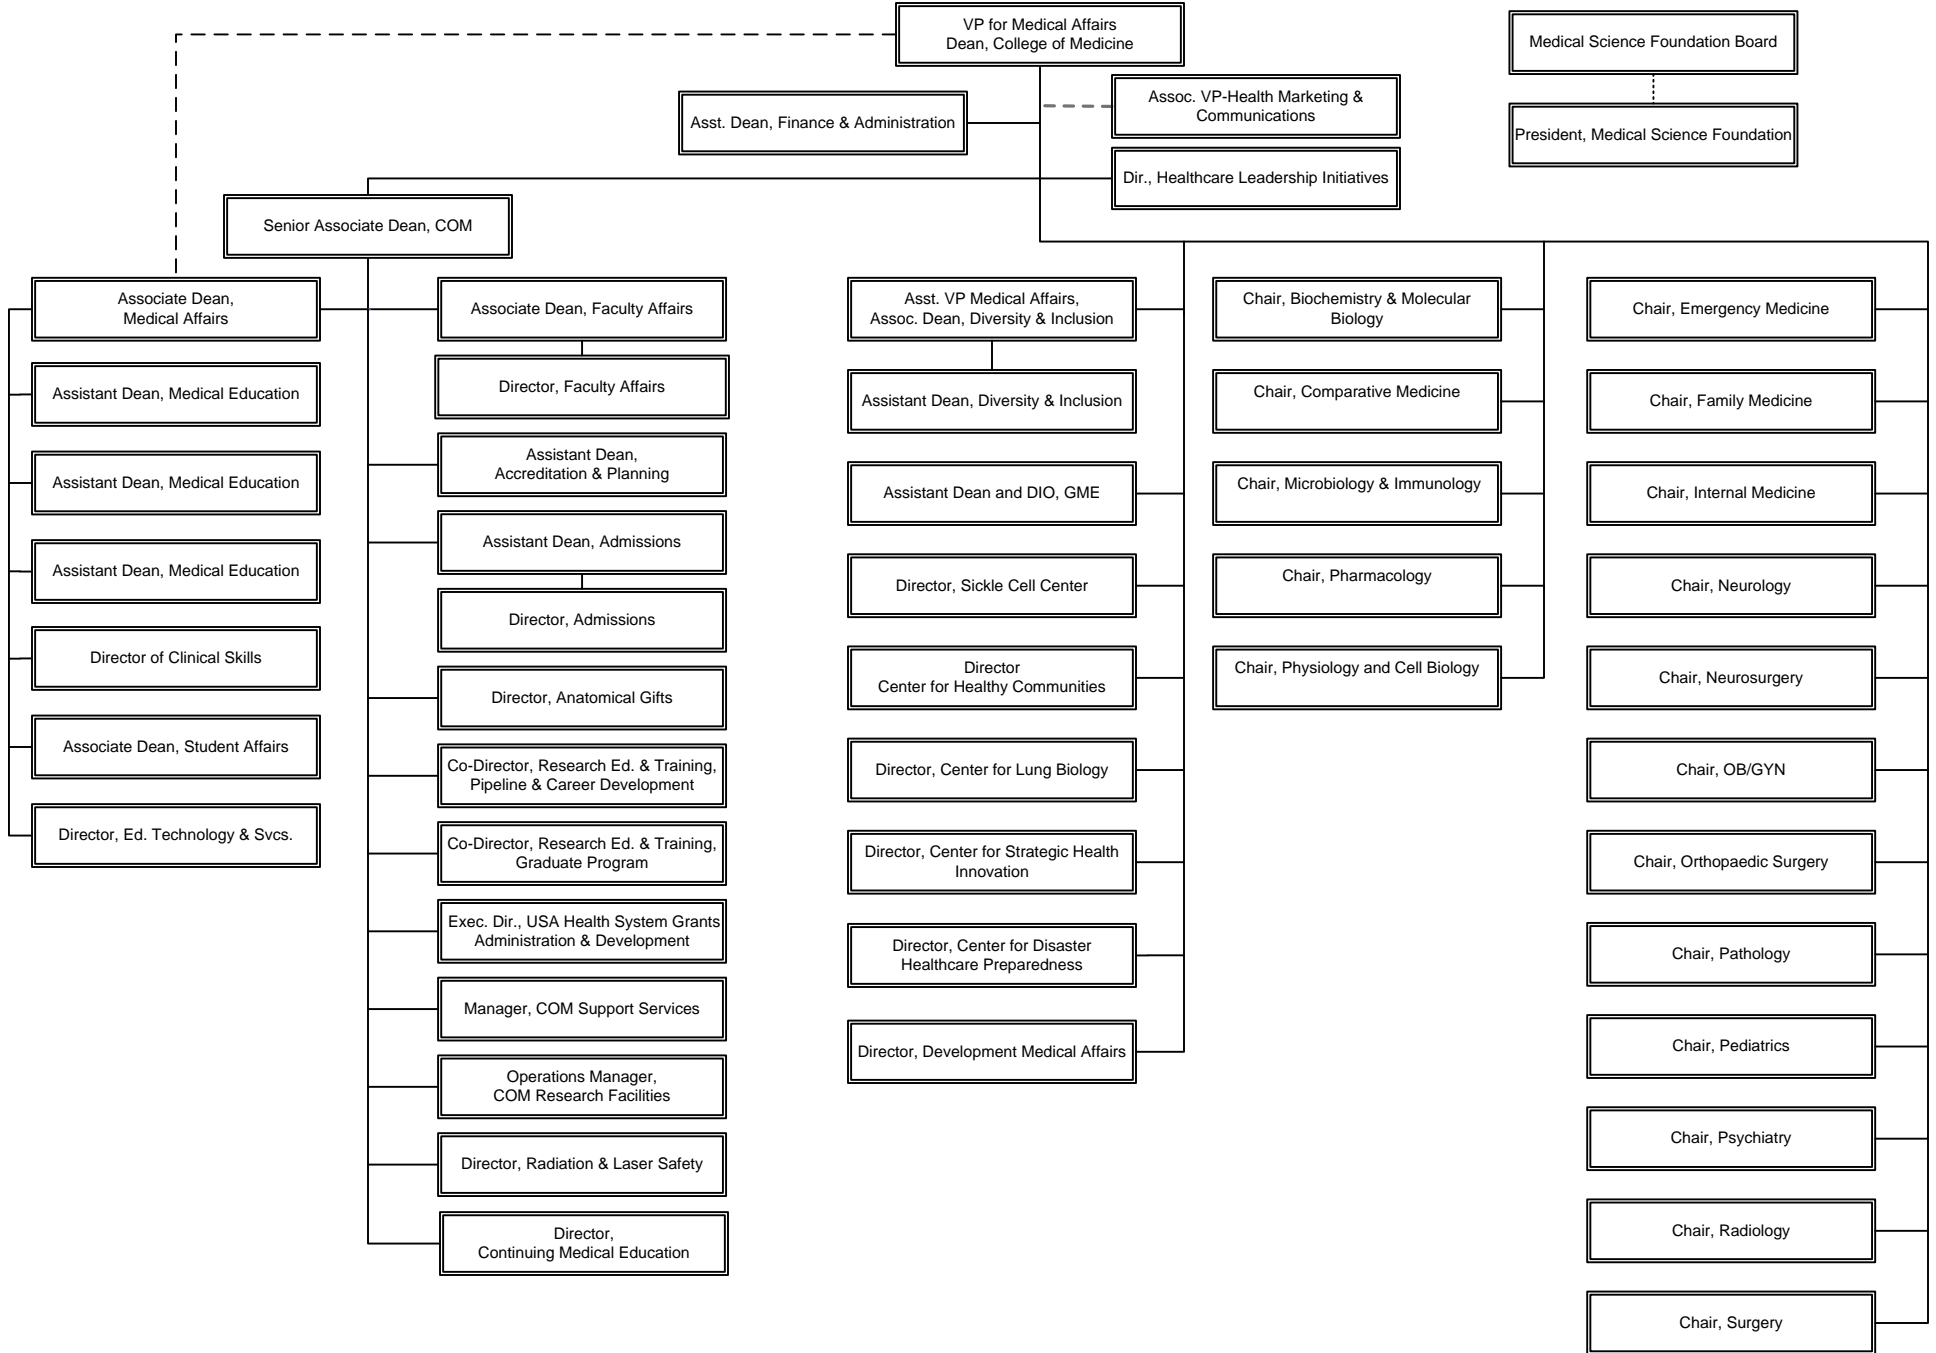 VP for Medical Affairs
Dean, College of Medicine
Medical Science Foundation Board
Assoc. VP-Health Marketing &
Communications
Asst. Dean, Finance & Administration
President, Medical Science Foundation
Dir., Healthcare Leadership Initiatives
Senior Associate Dean, COM
Associate Dean,
Medical Affairs
Assistant Dean, Medical Education
Assistant Dean, Medical Education
Assistant Dean, Medical Education
Director of Clinical Skills
Associate Dean, Student Affairs
Director, Ed. Technology & Svcs.
Associate Dean, Faculty Affairs
Director, Faculty Affairs
Assistant Dean,
Accreditation & Planning
Assistant Dean, Admissions
Director, Admissions
Director, Anatomical Gifts
Co-Director, Research Ed. & Training,
Pipeline & Career Development
Co-Director, Research Ed. & Training,
Graduate Program
Exec. Dir., USA Health System Grants
Administration & Development
Manager, COM Support Services
Operations Manager,
COM Research Facilities
Director, Radiation & Laser Safety
Director,
Continuing Medical Education
Asst. VP Medical Affairs,
Assoc. Dean, Diversity & Inclusion
Assistant Dean, Diversity & Inclusion
Assistant Dean and DIO, GME
Director, Sickle Cell Center
Director
Center for Healthy Communities
Director, Center for Lung Biology
Director, Center for Strategic Health
Innovation
Director, Center for Disaster
Healthcare Preparedness
Director, Development Medical Affairs
Chair, Biochemistry & Molecular
Biology
Chair, Comparative Medicine
Chair, Microbiology & Immunology
Chair, Pharmacology
Chair, Physiology and Cell Biology
Chair, Emergency Medicine
Chair, Family Medicine
Chair, Internal Medicine
Chair, Neurology
Chair, Neurosurgery
Chair, OB/GYN
Chair, Orthopaedic Surgery
Chair, Pathology
Chair, Pediatrics
Chair, Psychiatry
Chair, Radiology
Chair, Surgery